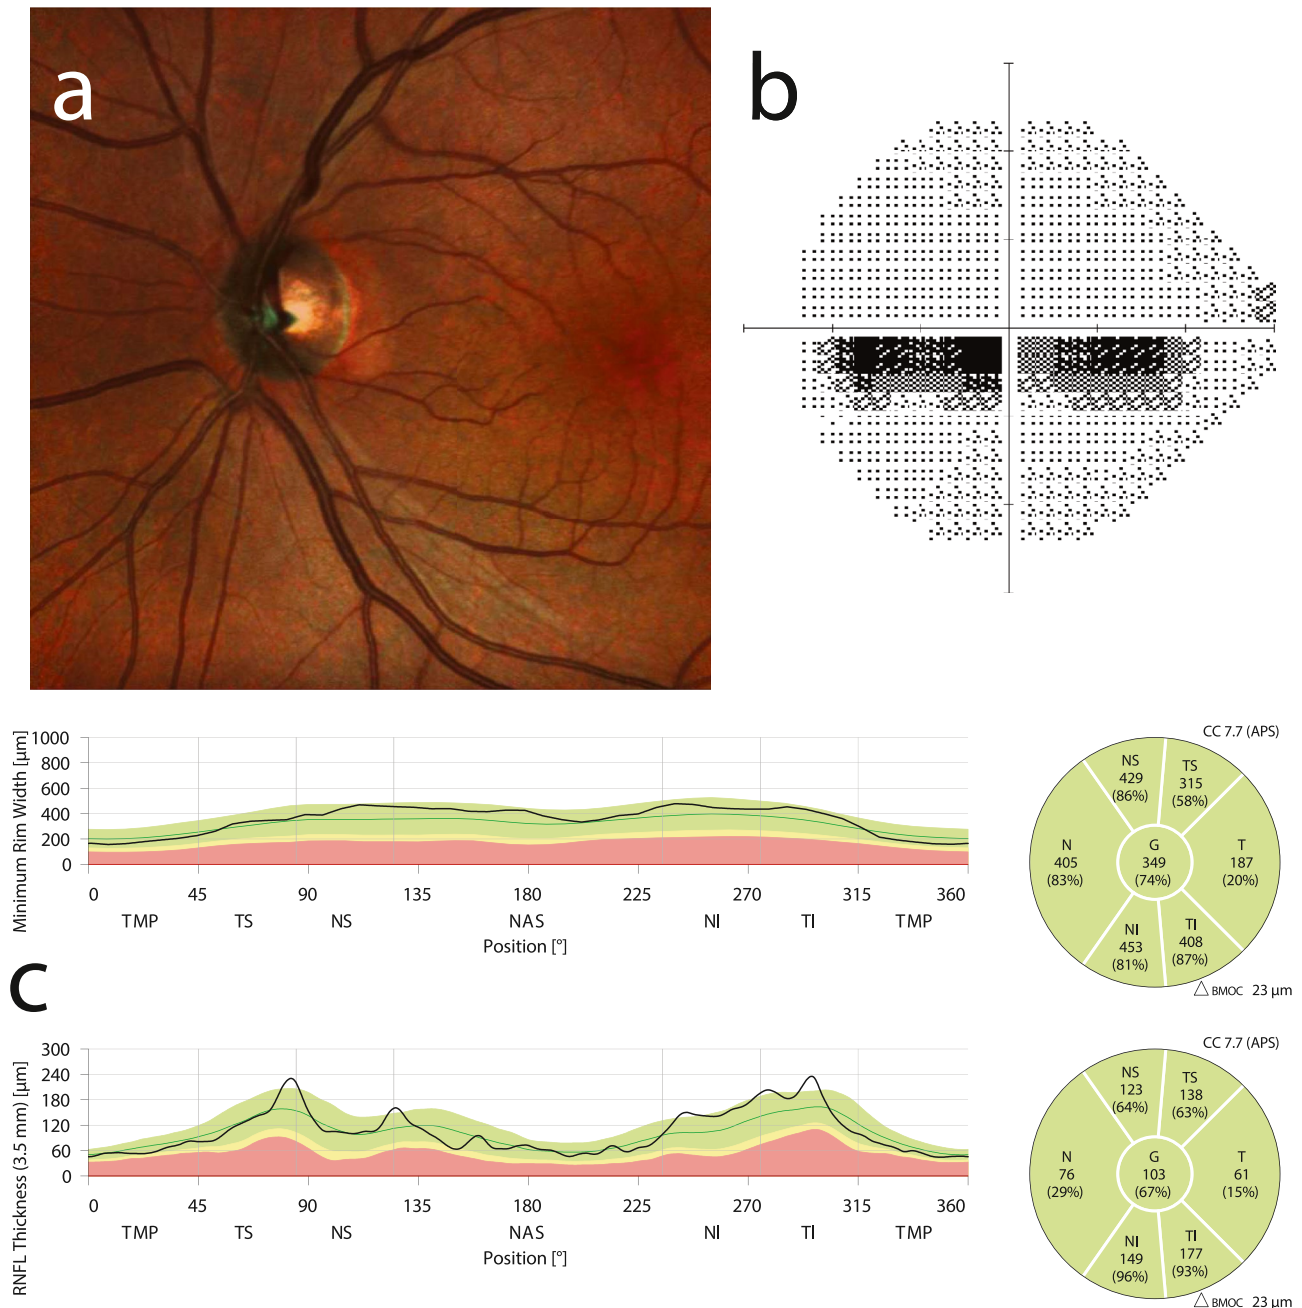 a
b
Minimum Rim Width [µm]
1000
800
600
400
200
0
0 45 90 135 180 225 270 315 360
TMP TS NS NAS NI TI TMP
Position [°]
CC 7.7 (APS)
NS
429
(86%)
TS
315
(58%)
N
405
(83%)
G
349
(74%)
T
187
(20%)
NI
453
(81%)
TI
408
(87%)
△ BMOC 23 µm
c
RNFL Thickness (3.5 mm) [µm]
300
240
180
120
60
0
0 45 90 135 180 225 270 315 360
TMP TS NS NAS NI TI TMP
Position [°]
CC 7.7 (APS)
NS
123
(64%)
TS
138
(63%)
N
76
(29%)
G
103
(67%)
T
61
(15%)
NI
149
(96%)
TI
177
(93%)
△ BMOC 23 µm